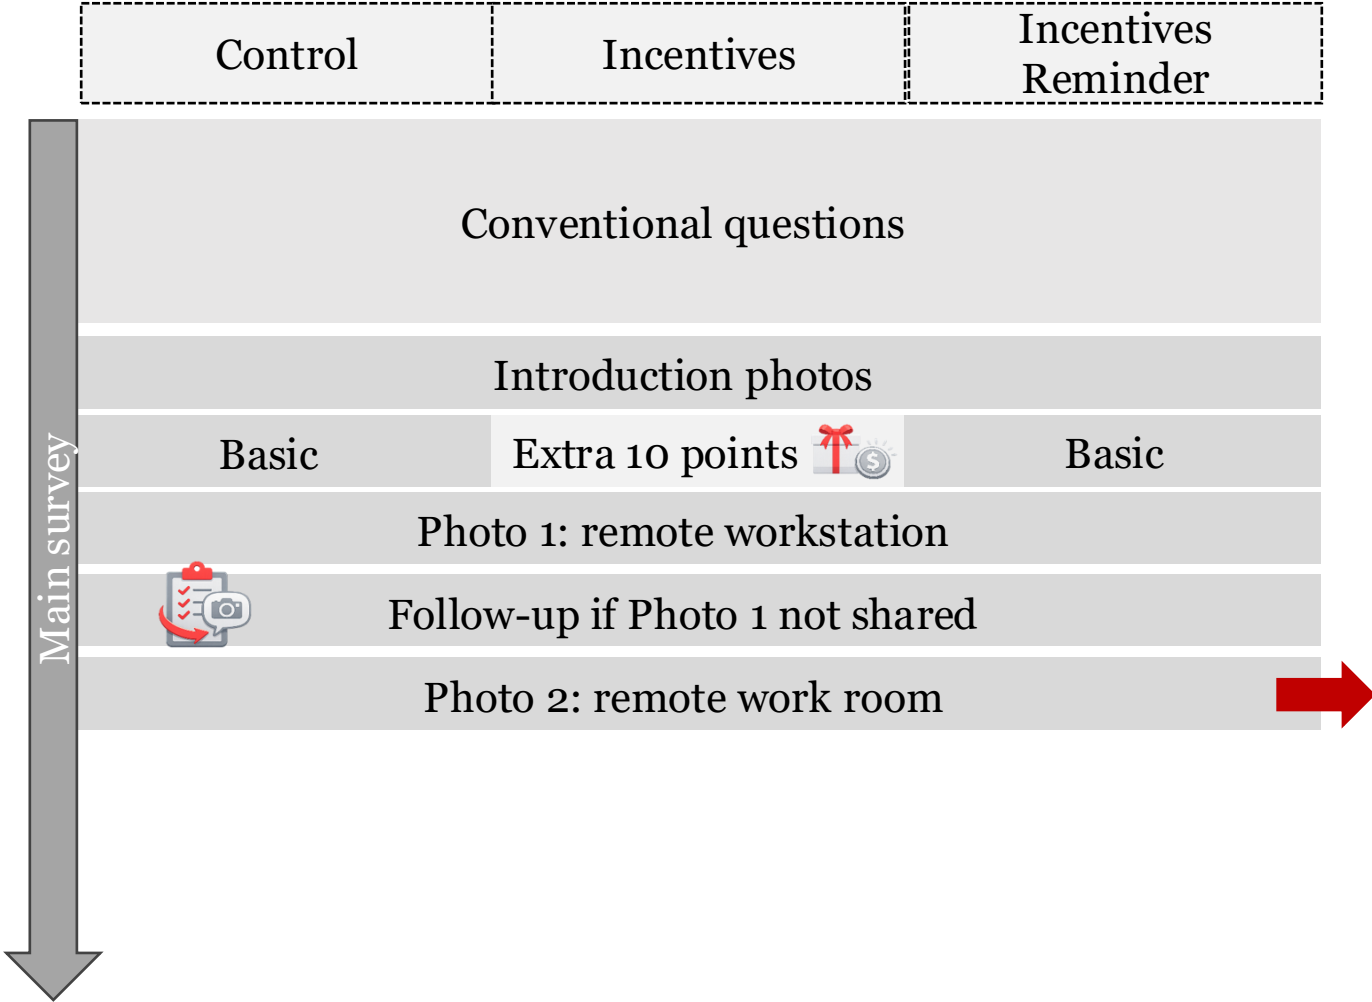 Control
Incentives
Incentives
Reminder
Conventional questions
Introduction photos
Basic
Extra 10 points
$
Basic
Main survey
Photo 1: remote workstation
Follow-up if Photo 1 not shared
Photo 2: remote work room